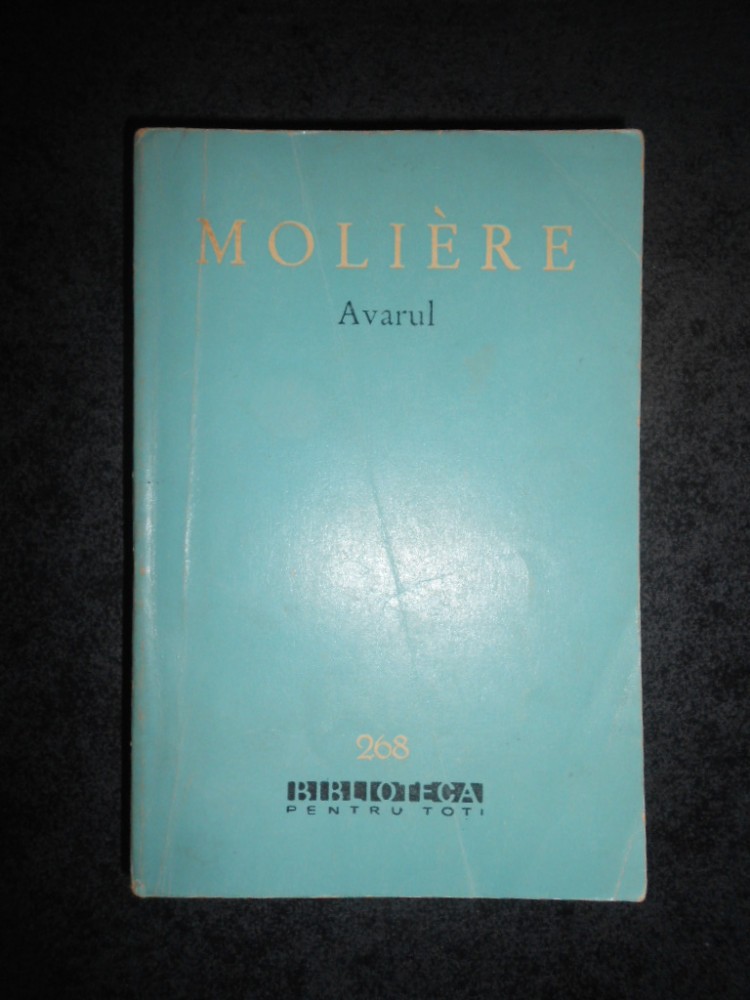 MOLIÈRE
Avarul
268
BIBLIOTECA
PENTRU TOTI